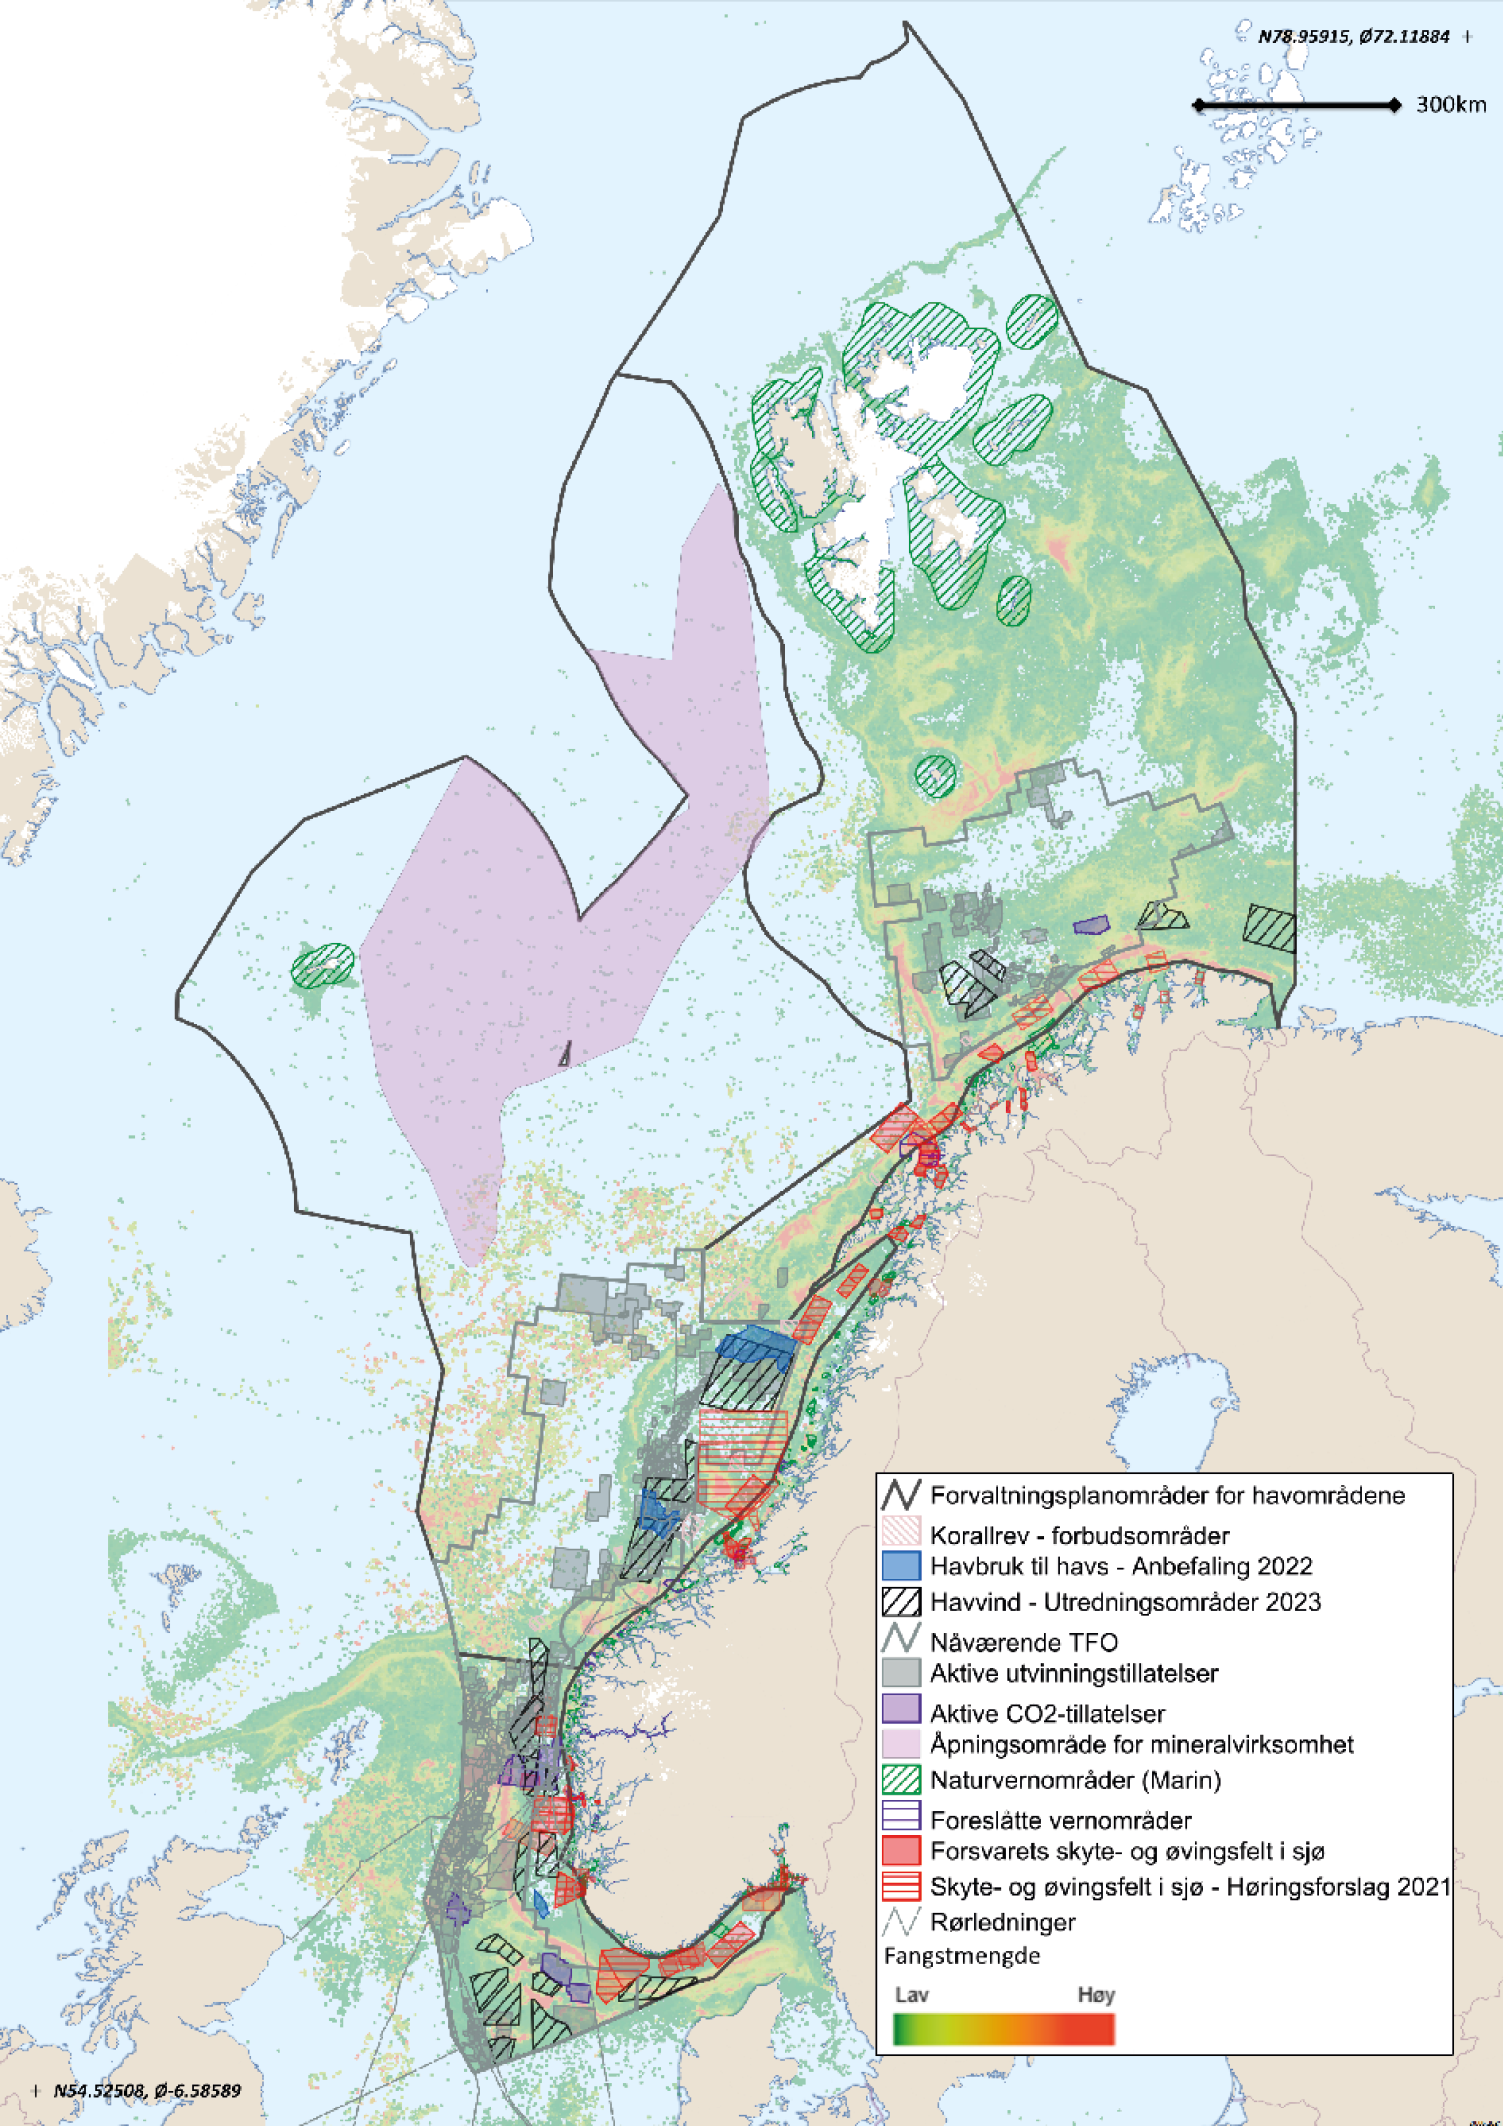 N78.95915, Ø72.11884 +
300km
Forvaltningsplanområder for havområdene
Korallrev - forbudsområder
Havbruk til havs - Anbefaling 2022
Havvind - Utredningsområder 2023
Nåværende TFO
Aktive utvinningstillatelser
Aktive CO2-tillatelser
Åpningsområde for mineralvirksomhet
Naturvernområder (Marin)
Foreslåtte vernområder
Forsvarets skyte- og øvingsfelt i sjø
Skyte- og øvingsfelt i sjø - Høringsforslag 2021
Rørledninger
Fangstmengde
Lav Høy
+ N54.52508, Ø-6.58589